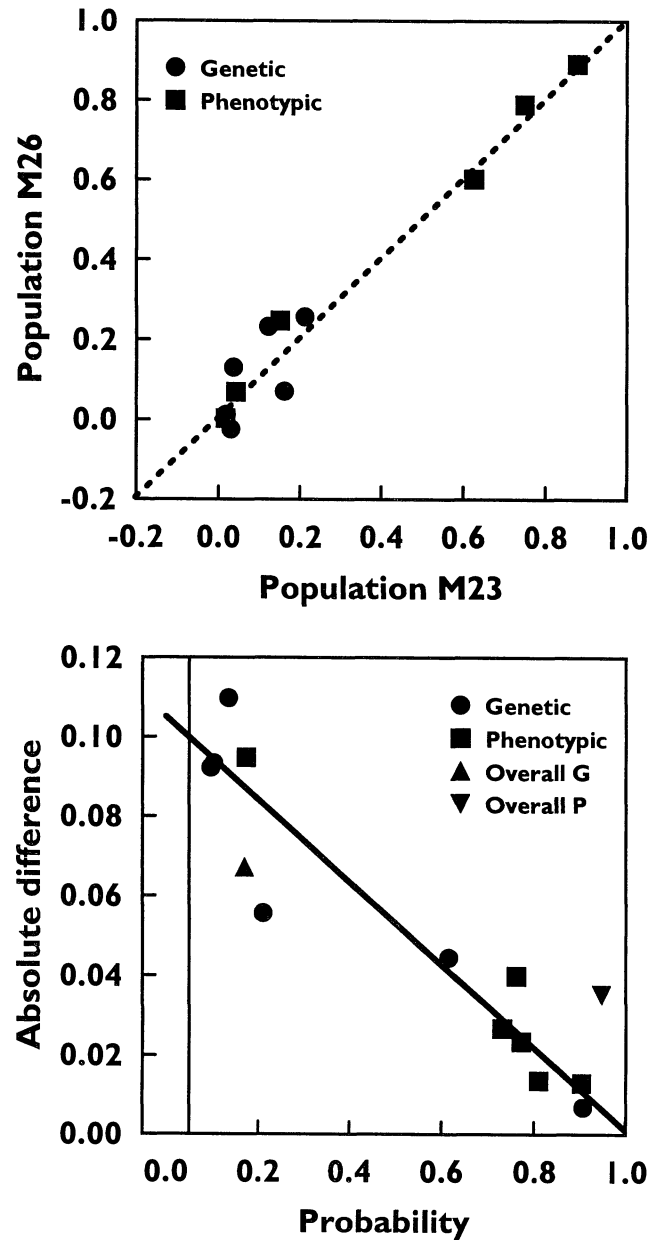 1.0
Genetic
Phenotypic
0.8
0.6
0.4
0.2
0.0
-0.2
Population M26
-0.2 0.0 0.2 0.4 0.6 0.8 1.0
Population M23
0.12
Genetic
Phenotypic
Overall G
Overall P
0.10
0.08
0.06
0.04
0.02
0.00
Absolute difference
0.0 0.2 0.4 0.6 0.8 1.0
Probability